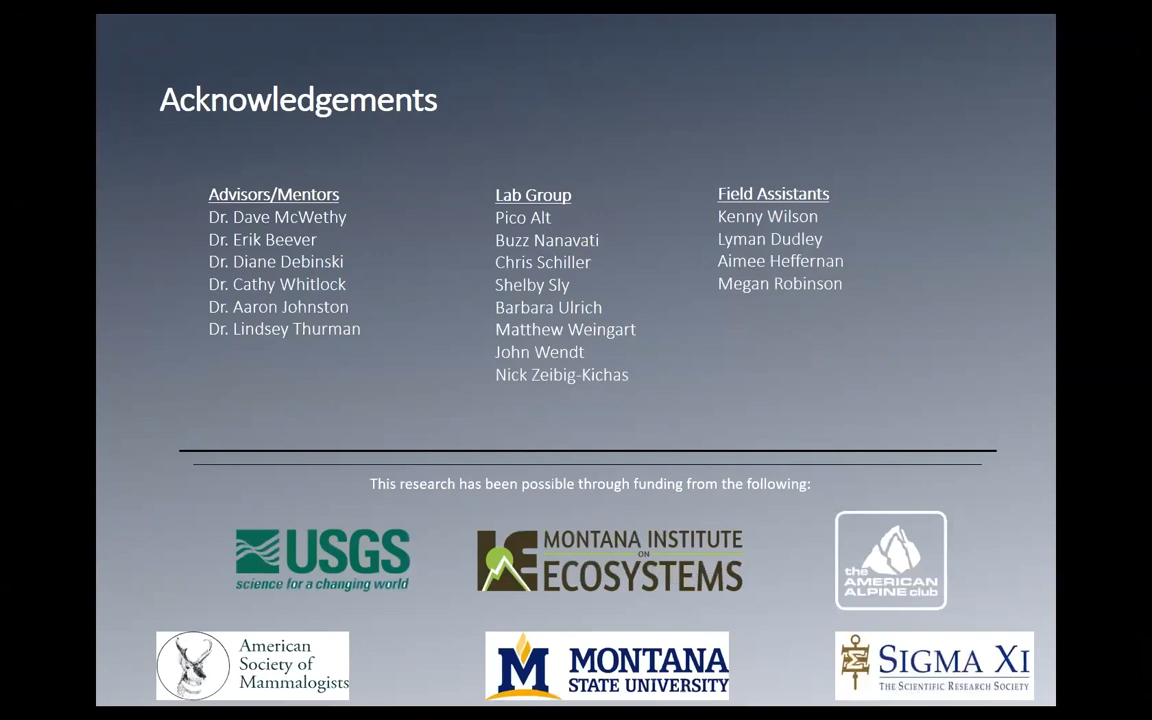 Acknowledgements
Advisors/Mentors
Dr. Dave McWethy
Dr. Erik Beever
Dr. Diane Debinski
Dr. Cathy Whitlock
Dr. Aaron Johnston
Dr. Lindsey Thurman
Lab Group
Pico Alt
Buzz Nanavati
Chris Schiller
Shelby Sly
Barbara Ulrich
Matthew Weingart
John Wendt
Nick Zeibig-Kichas
Field Assistants
Kenny Wilson
Lyman Dudley
Aimee Heffernan
Megan Robinson
This research has been possible through funding from the following:
USGS
science for a changing world
MONTANA INSTITUTE
ON
ECOSYSTEMS
the
AMERICAN
ALPINE club
American
Society of
Mammalogists
M
MONTANA
STATE UNIVERSITY
SIGMA XI
THE SCIENTIFIC RESEARCH SOCIETY